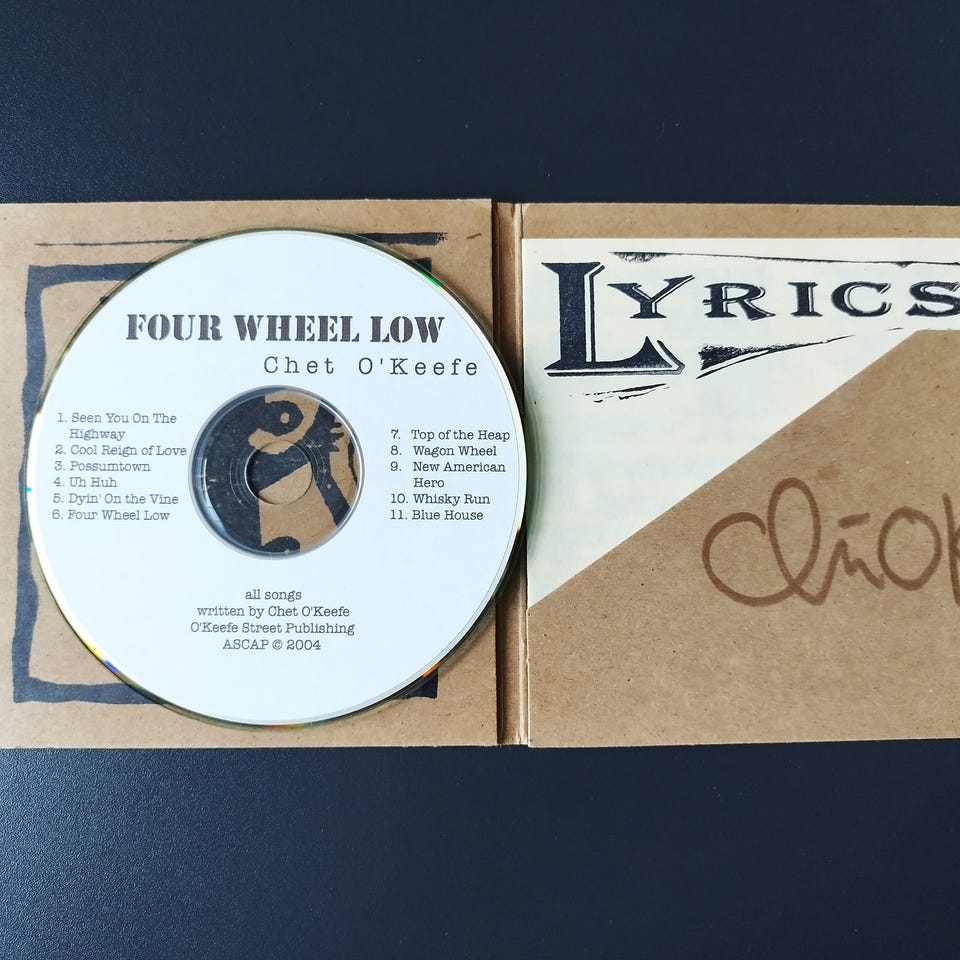 FOUR WHEEL LOW
Chet O'Keefe
1. Seen You On The
Highway
2. Cool Reign of Love
3. Possumtown
4. Uh Huh
5. Dyin' On the Vine
6. Four Wheel Low
7. Top of the Heap
8. Wagon Wheel
9. New American
Hero
10. Whisky Run
11. Blue House
all songs
written by Chet O'Keefe
O'Keefe Street Publishing
ASCAP © 2004
LYRICS